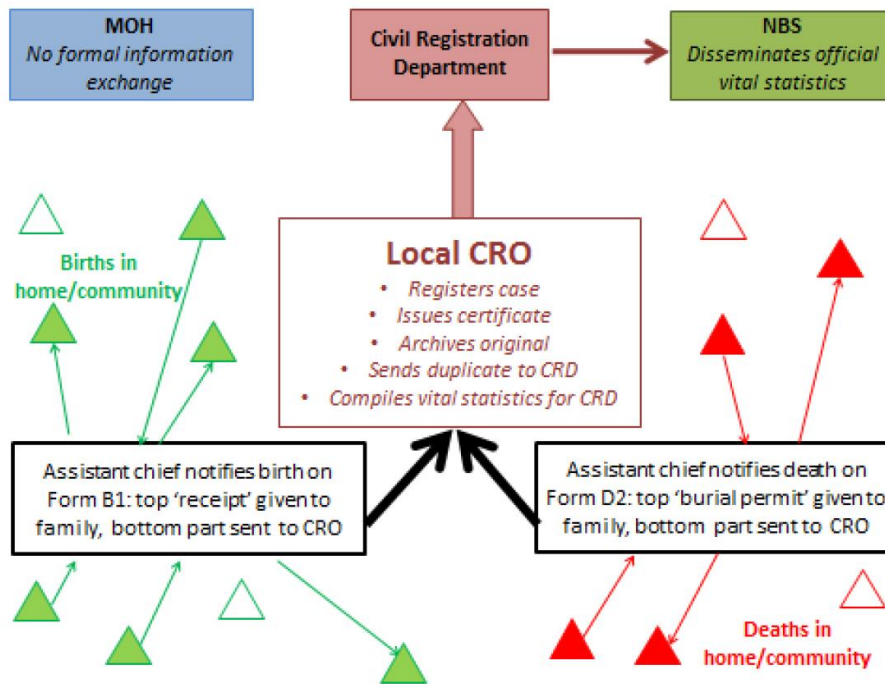 MOH
No formal information
exchange
Civil Registration
Department
NBS
Disseminates official
vital statistics
Births in
home/community
Local CRO
• Registers case
• Issues certificate
• Archives original
• Sends duplicate to CRD
• Compiles vital statistics for CRD
Assistant chief notifies birth on
Form B1: top ‘receipt’ given to
family, bottom part sent to CRO
Assistant chief notifies death on
Form D2: top ‘burial permit’ given to
family, bottom part sent to CRO
Deaths in
home/community